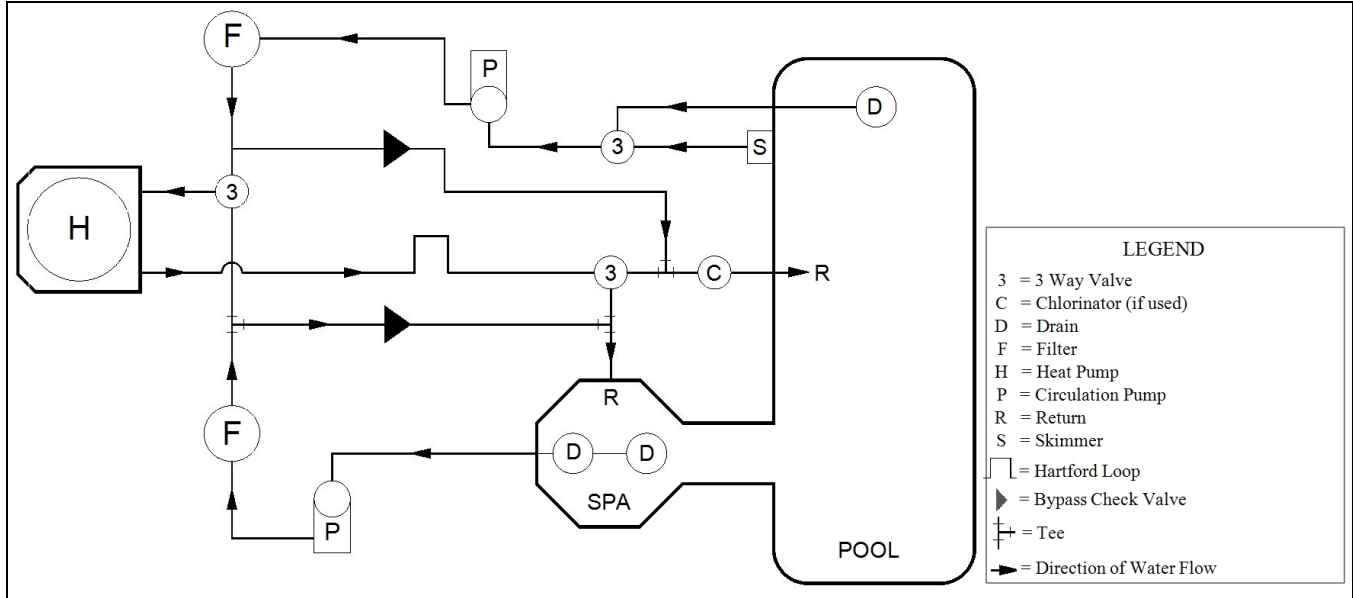 F
P
D
3
S
3
H
LEGEND
3 = 3 Way Valve
C = Chlorinator (if used)
D = Drain
F = Filter
H = Heat Pump
P = Circulation Pump
R = Return
S = Skimmer
= Hartford Loop
= Bypass Check Valve
= Tee
= Direction of Water Flow
3
C
R
R
F
D
D
SPA
P
POOL